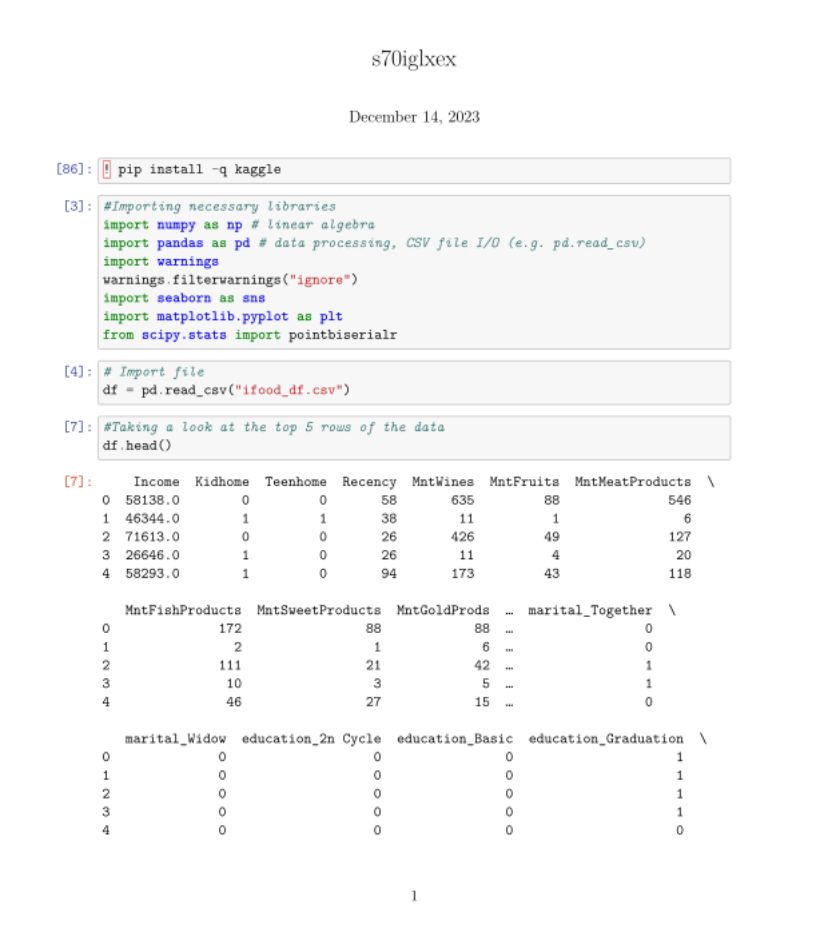 s70iglxex
December 14, 2023
[86]: ! pip install -q kaggle
[3]: #Importing necessary libraries
import numpy as np # linear algebra
import pandas as pd # data processing, CSV file I/O (e.g. pd.read_csv)
import warnings
warnings.filterwarnings("ignore")
import seaborn as sns
import matplotlib.pyplot as plt
from scipy.stats import pointbiserialr
[4]: # Import file
df = pd.read_csv("ifood_df.csv")
[7]: #Taking a look at the top 5 rows of the data
df.head()
[7]: Income Kidhome Teenhome Recency MntWines MntFruits MntMeatProducts \
0 58138.0 0 0 58 635 88 546
1 46344.0 1 1 38 11 1 6
2 71613.0 0 0 26 426 49 127
3 26646.0 1 0 26 11 4 20
4 58293.0 1 0 94 173 43 118
MntFishProducts MntSweetProducts MntGoldProds … marital_Together \
0 172 88 88 … 0
1 2 1 6 … 0
2 111 21 42 … 1
3 10 3 5 … 1
4 46 27 15 … 0
marital_Widow education_2n Cycle education_Basic education_Graduation \
0 0 0 0 1
1 0 0 0 1
2 0 0 0 1
3 0 0 0 1
4 0 0 0 0
1